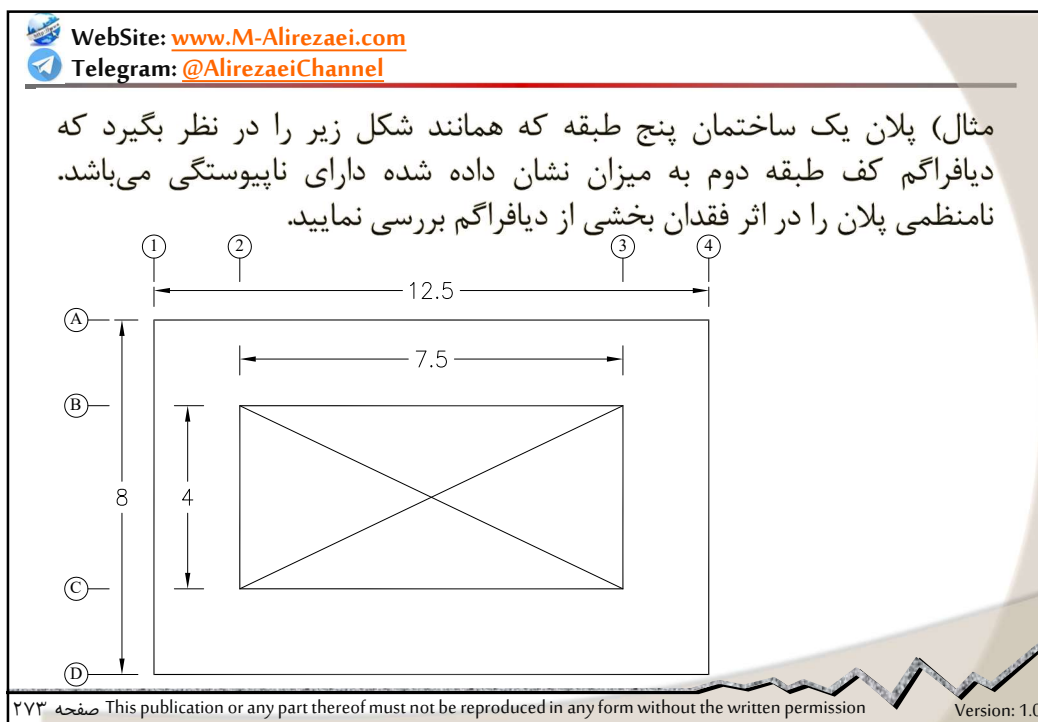 WebSite: www.M-Alirezaei.com
Telegram: @AlirezaeiChannel
مثال) پلان یک ساختمان پنج طبقه که همانند شکل زیر را در نظر بگیرد که
دیافراگم کف طبقه دوم به میزان نشان داده شده دارای ناپیوستگی می‌باشد.
نامنظمی پلان را در اثر فقدان بخشی از دیافراگم بررسی نمایید.
1 2 3 4
12.5
A
7.5
B
8 4
C
D
صفحه ۲۷۳ This publication or any part thereof must not be reproduced in any form without the written permission Version: 1.0